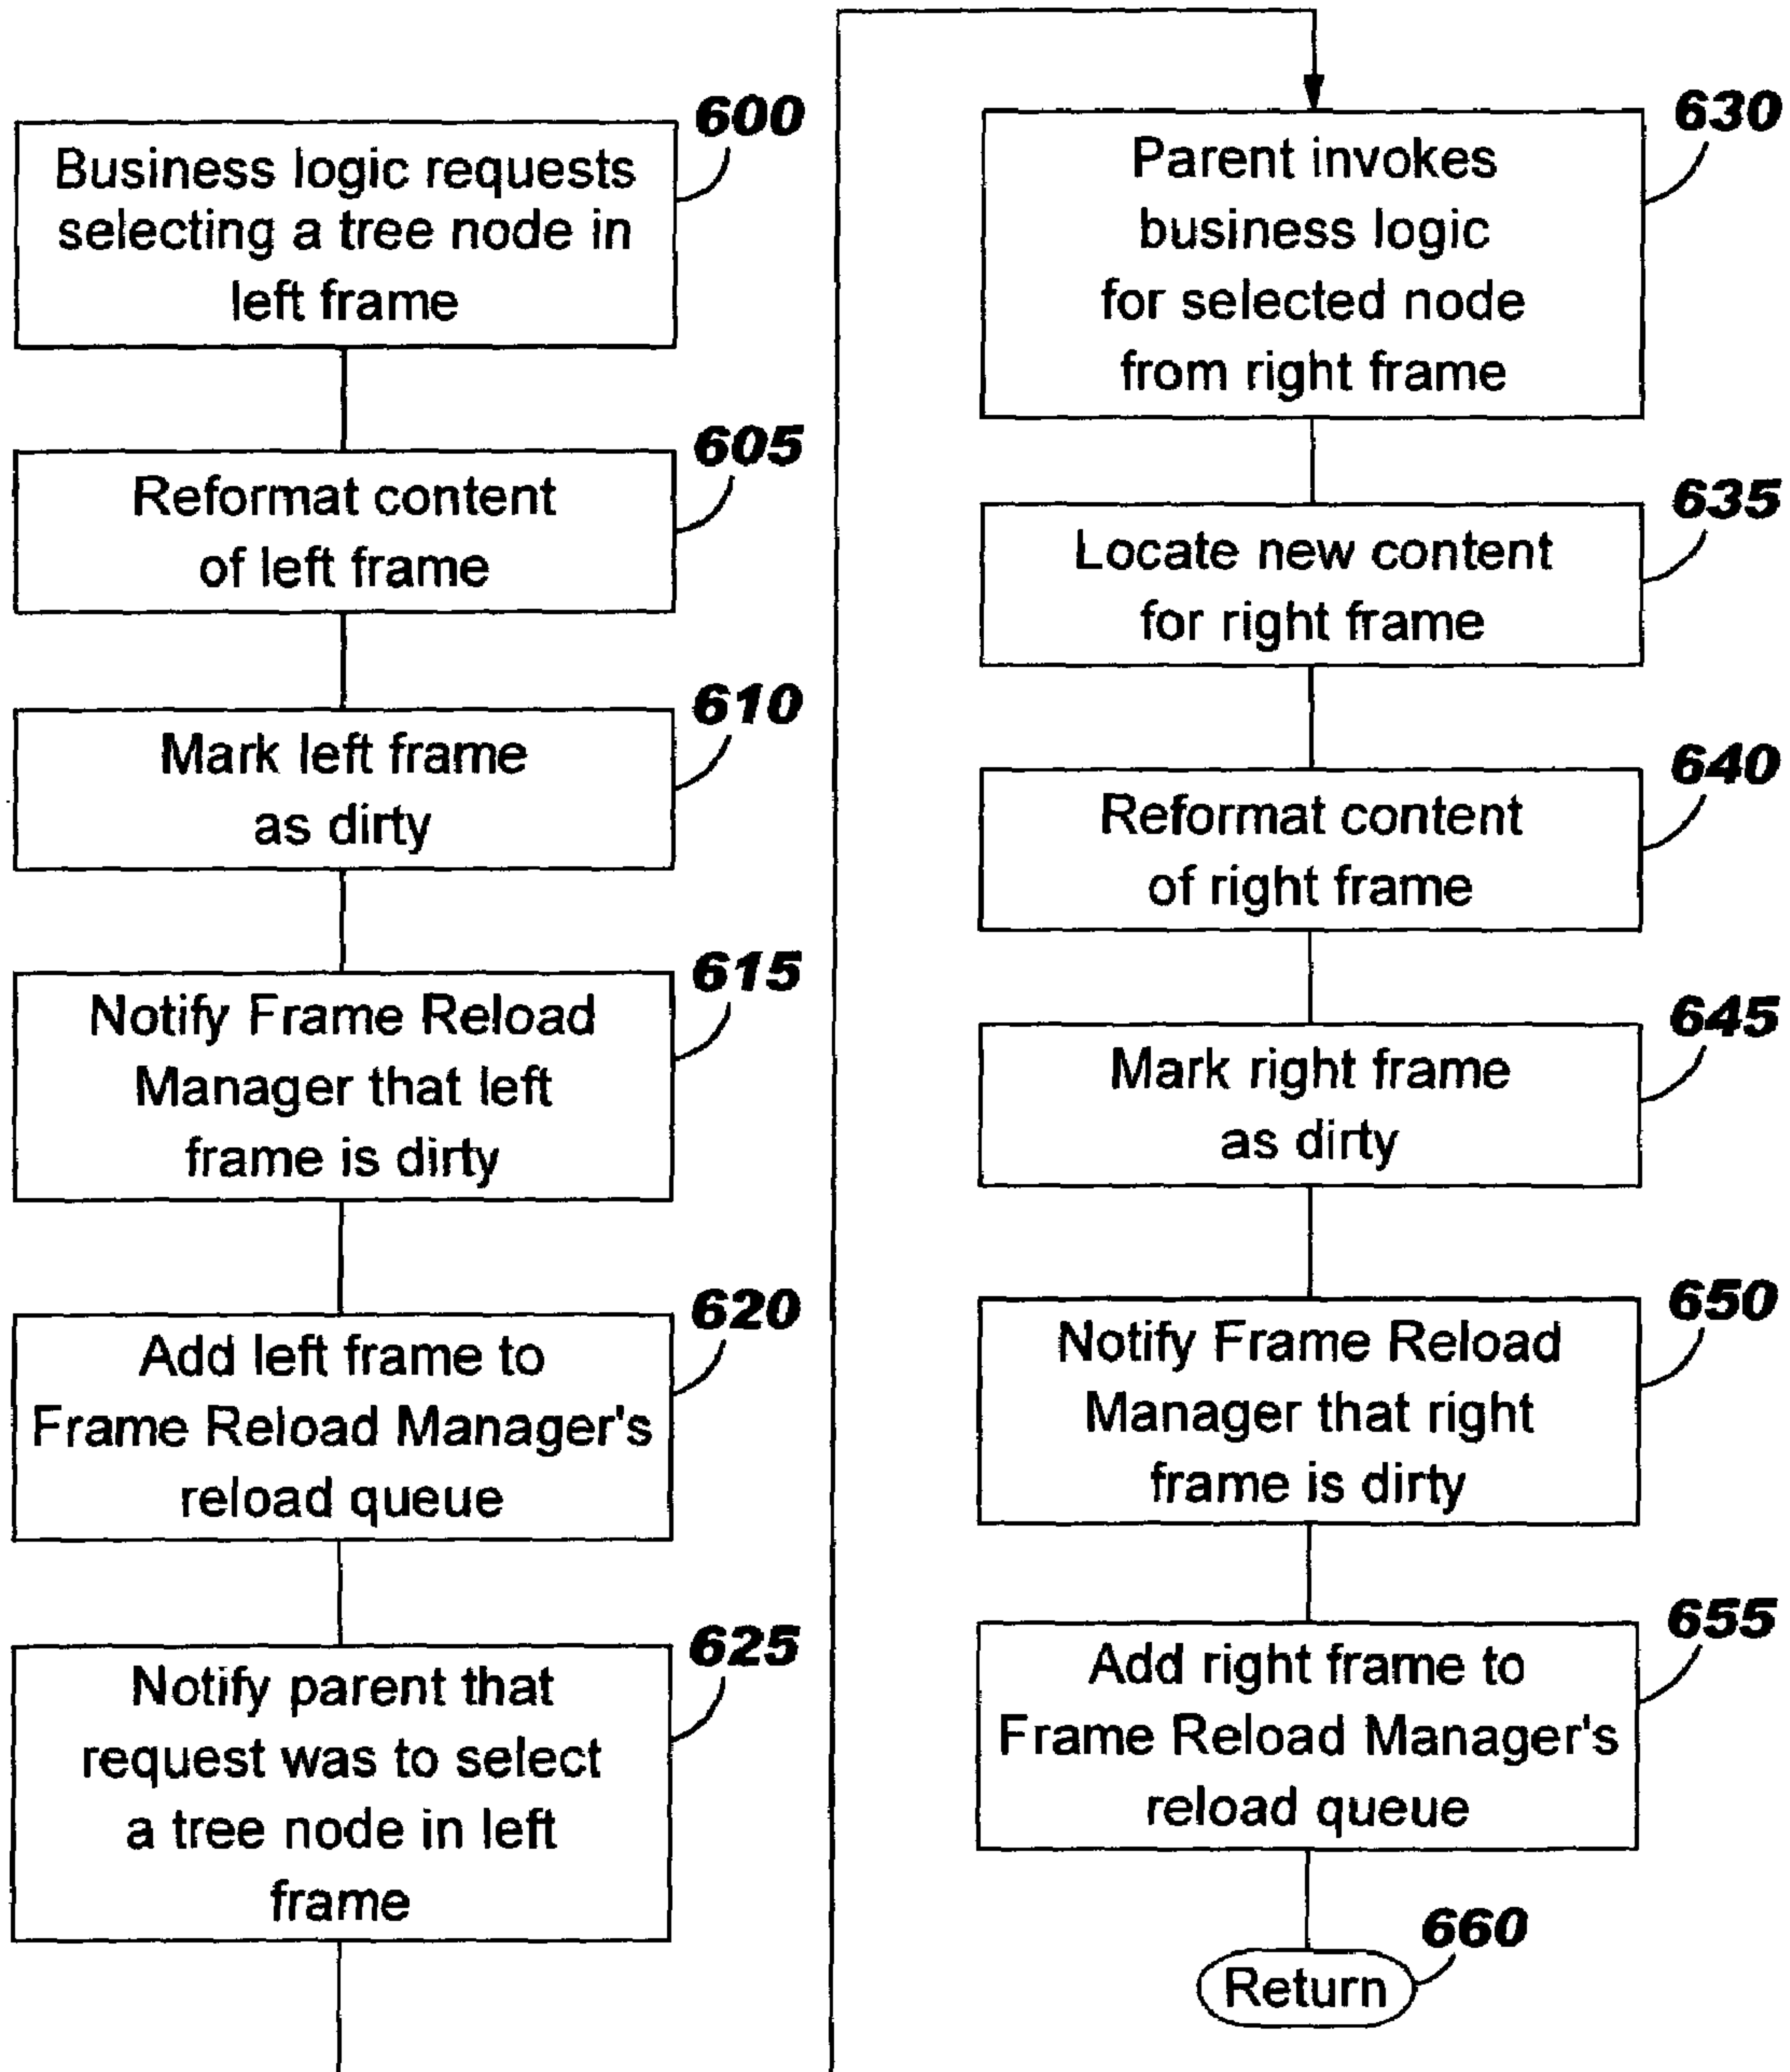 600
Business logic requests
selecting a tree node in
left frame
605
Reformat content
of left frame
610
Mark left frame
as dirty
615
Notify Frame Reload
Manager that left
frame is dirty
620
Add left frame to
Frame Reload Manager's
reload queue
625
Notify parent that
request was to select
a tree node in left
frame
630
Parent invokes
business logic
for selected node
from right frame
635
Locate new content
for right frame
640
Reformat content
of right frame
645
Mark right frame
as dirty
650
Notify Frame Reload
Manager that right
frame is dirty
655
Add right frame to
Frame Reload Manager's
reload queue
660
Return